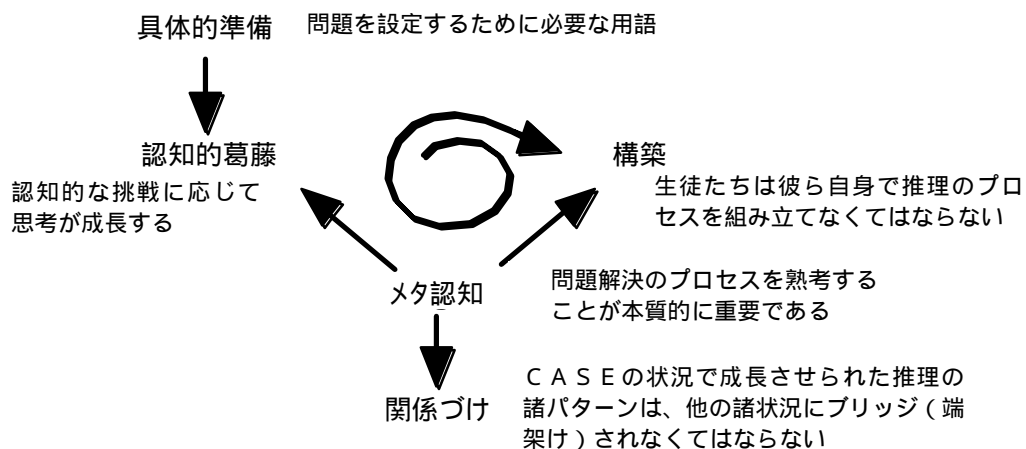 具体的準備 問題を設定するために必要な用語
認知的葛藤
認知的な挑戦に応じて
思考が成長する
構築
生徒たちは彼ら自身で推理のプロ
セスを組み立てなくてはならない
メタ認知
問題解決のプロセスを熟考する
ことが本質的に重要である
関係づけ
ＣＡＳＥの状況で成長させられた推理の
諸パターンは、他の諸状況にブリッジ（端
架け）されなくてはならない